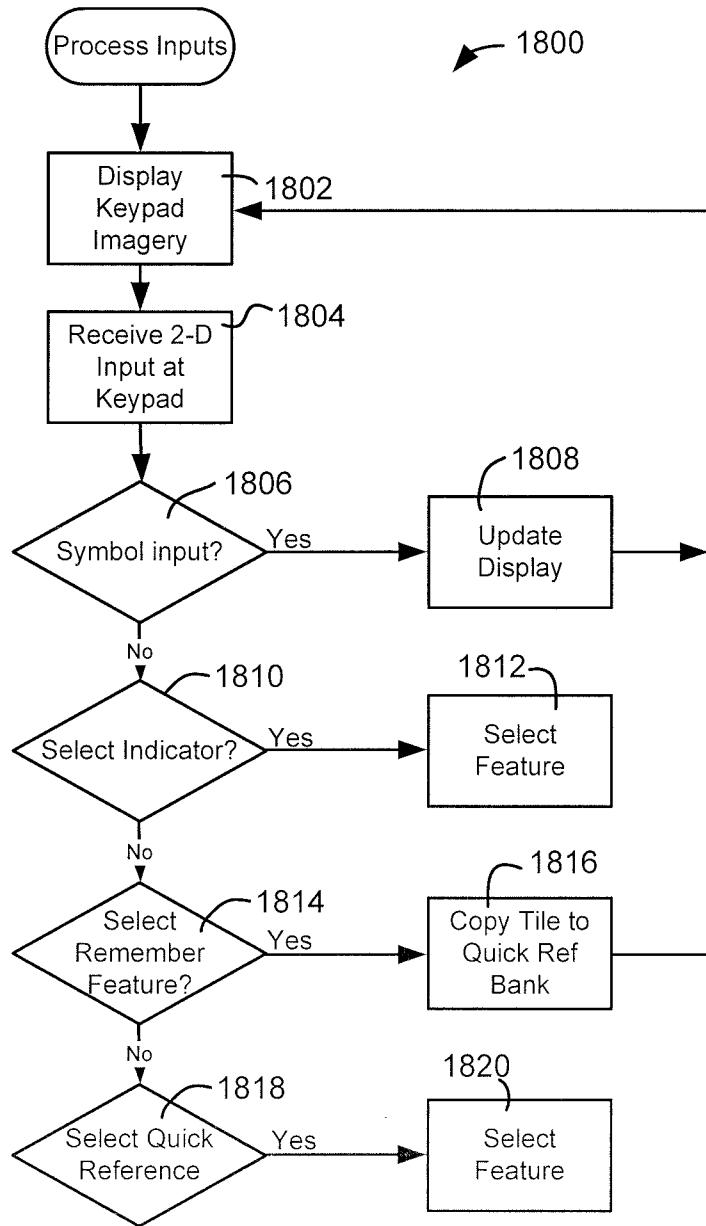 Process Inputs
1800
Display
Keypad
Imagery
1802
Receive 2-D
Input at
Keypad
1804
Symbol input?
1806
Yes
Update
Display
1808
No
Select Indicator?
1810
Yes
Select
Feature
1812
No
Select
Remember
Feature?
1814
Yes
Copy Tile to
Quick Ref
Bank
1816
No
Select Quick
Reference
1818
Yes
Select
Feature
1820